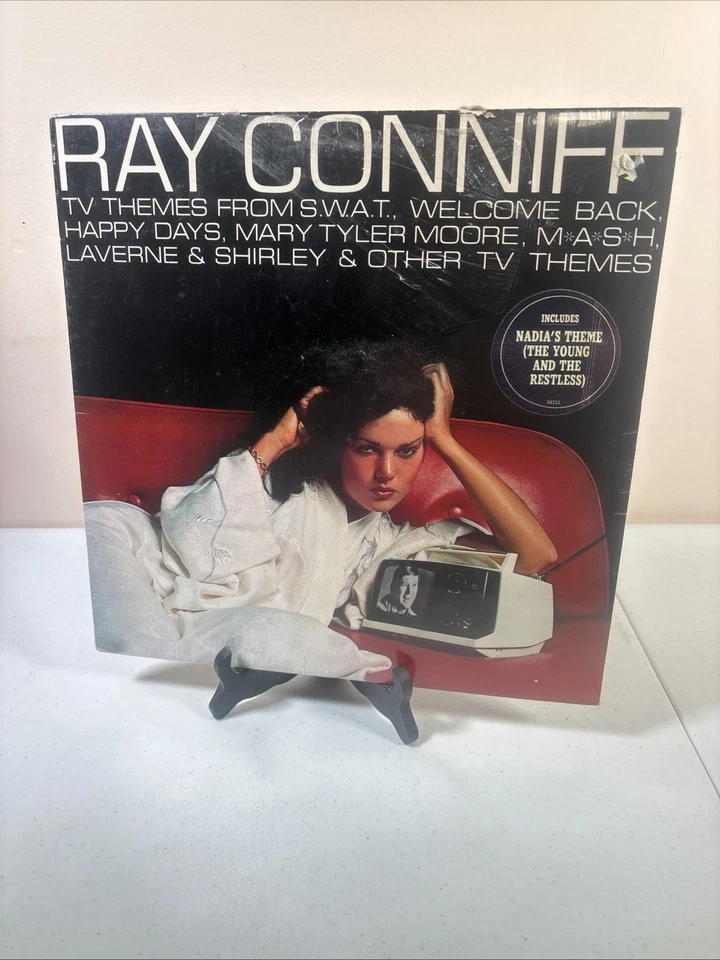 RAY CONNIFF
TV THEMES FROM S.W.A.T., WELCOME BACK,
HAPPY DAYS, MARY TYLER MOORE, M*A*S*H,
LAVERNE & SHIRLEY & OTHER TV THEMES
INCLUDES
NADIA'S THEME
(THE YOUNG
AND THE
RESTLESS)
34312